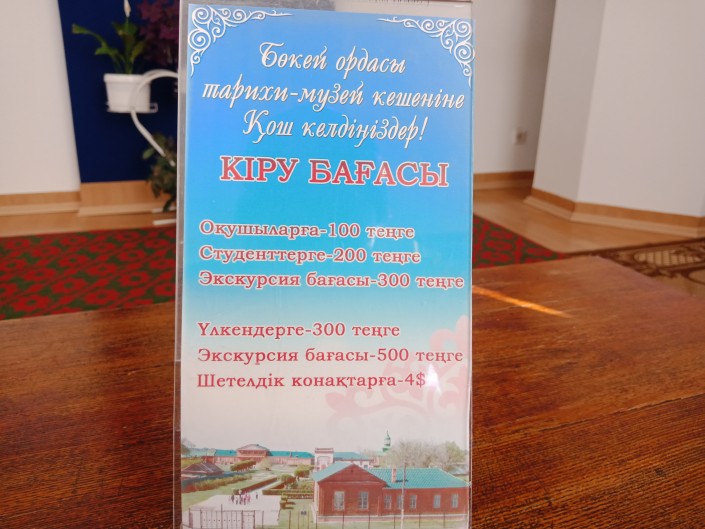 Бөкей ордасы
тарихи-музей кешеніне
Қош келдіңіздер!
КІРУ БАҒАСЫ
Оқушыларға-100 теңге
Студенттерге-200 теңге
Экскурсия бағасы-300 теңге
Үлкендерге-300 теңге
Экскурсия бағасы-500 теңге
Шетелдік конақтарға-4$